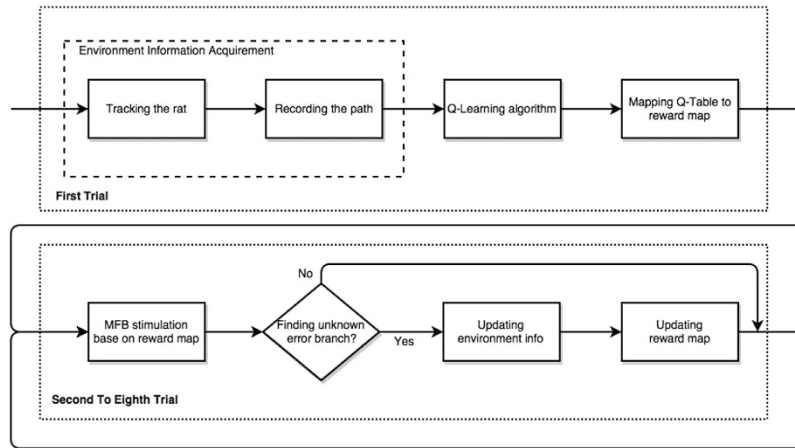 Environment Information Acquirement
Tracking the rat
Recording the path
Q-Learning algorithm
Mapping Q-Table to
reward map
First Trial
MFB stimulation
base on reward map
No
Finding unknown
error branch?
Yes
Updating
environment info
Updating
reward map
Second To Eighth Trial